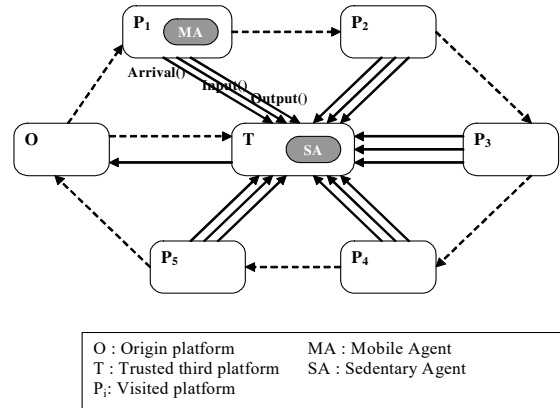 P₁
MA
P₂
Arrival()
Input()
Output()
O
T
SA
P₃
P₅
P₄
O : Origin platform
MA : Mobile Agent
T : Trusted third platform
SA : Sedentary Agent
Pᵢ: Visited platform